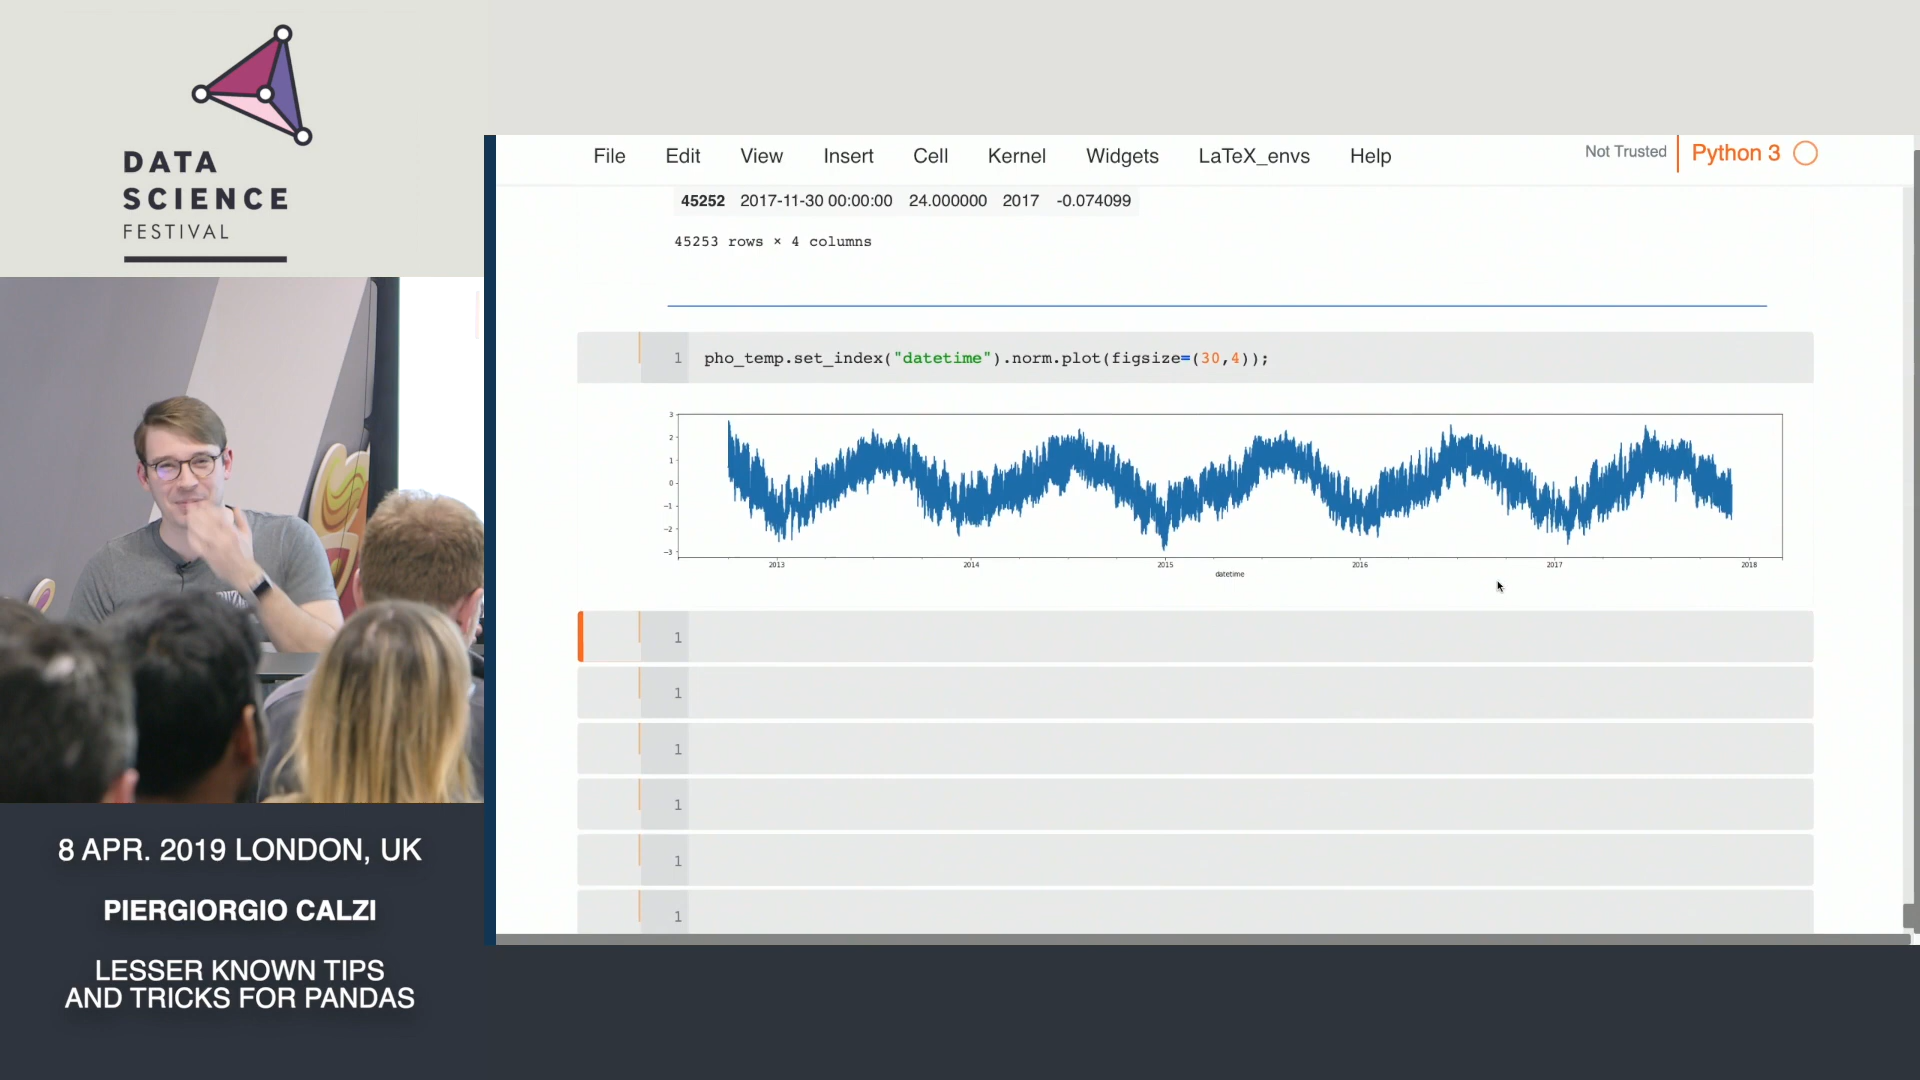 DATA
SCIENCE
FESTIVAL
File Edit View Insert Cell Kernel Widgets LaTeX_envs Help
Not Trusted
Python 3
45252 2017-11-30 00:00:00 24.000000 2017 -0.074099
45253 rows × 4 columns
1 pho_temp.set_index("datetime").norm.plot(figsize=(30,4));
3
2
1
0
−1
−2
−3
2013 2014 2015 2016 2017 2018
datetime
1
1
1
1
1
1
8 APR. 2019 LONDON, UK
PIERGIORGIO CALZI
LESSER KNOWN TIPS
AND TRICKS FOR PANDAS